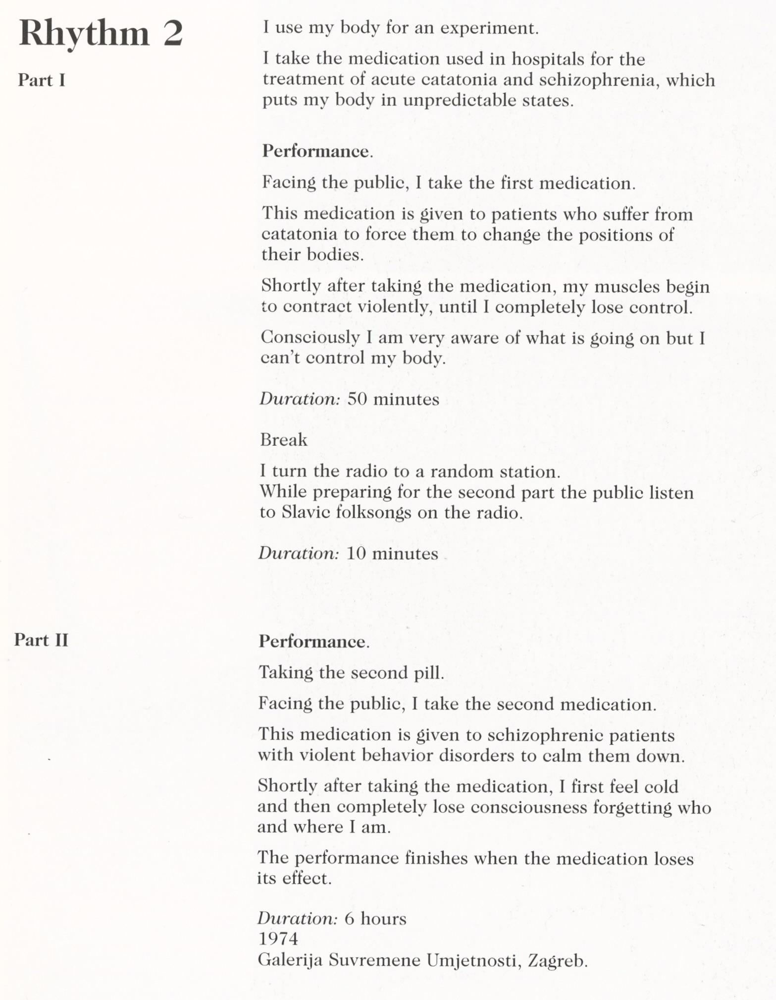 Rhythm 2
Part I
I use my body for an experiment.
I take the medication used in hospitals for the
treatment of acute catatonia and schizophrenia, which
puts my body in unpredictable states.
Performance.
Facing the public, I take the first medication.
This medication is given to patients who suffer from
catatonia to force them to change the positions of
their bodies.
Shortly after taking the medication, my muscles begin
to contract violently, until I completely lose control.
Consciously I am very aware of what is going on but I
can't control my body.
Duration: 50 minutes
Break
I turn the radio to a random station.
While preparing for the second part the public listen
to Slavic folksongs on the radio.
Duration: 10 minutes
Part II
Performance.
Taking the second pill.
Facing the public, I take the second medication.
This medication is given to schizophrenic patients
with violent behavior disorders to calm them down.
Shortly after taking the medication, I first feel cold
and then completely lose consciousness forgetting who
and where I am.
The performance finishes when the medication loses
its effect.
Duration: 6 hours
1974
Galerija Suvremene Umjetnosti, Zagreb.